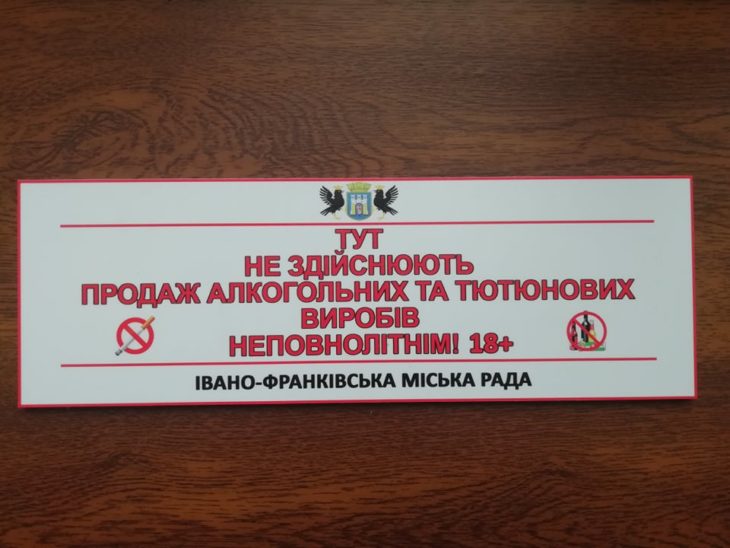 ТУТ
НЕ ЗДІЙСНЮЮТЬ
ПРОДАЖ АЛКОГОЛЬНИХ ТА ТЮТЮНОВИХ
ВИРОБІВ
НЕПОВНОЛІТНІМ! 18+
ІВАНО-ФРАНКІВСЬКА МІСЬКА РАДА